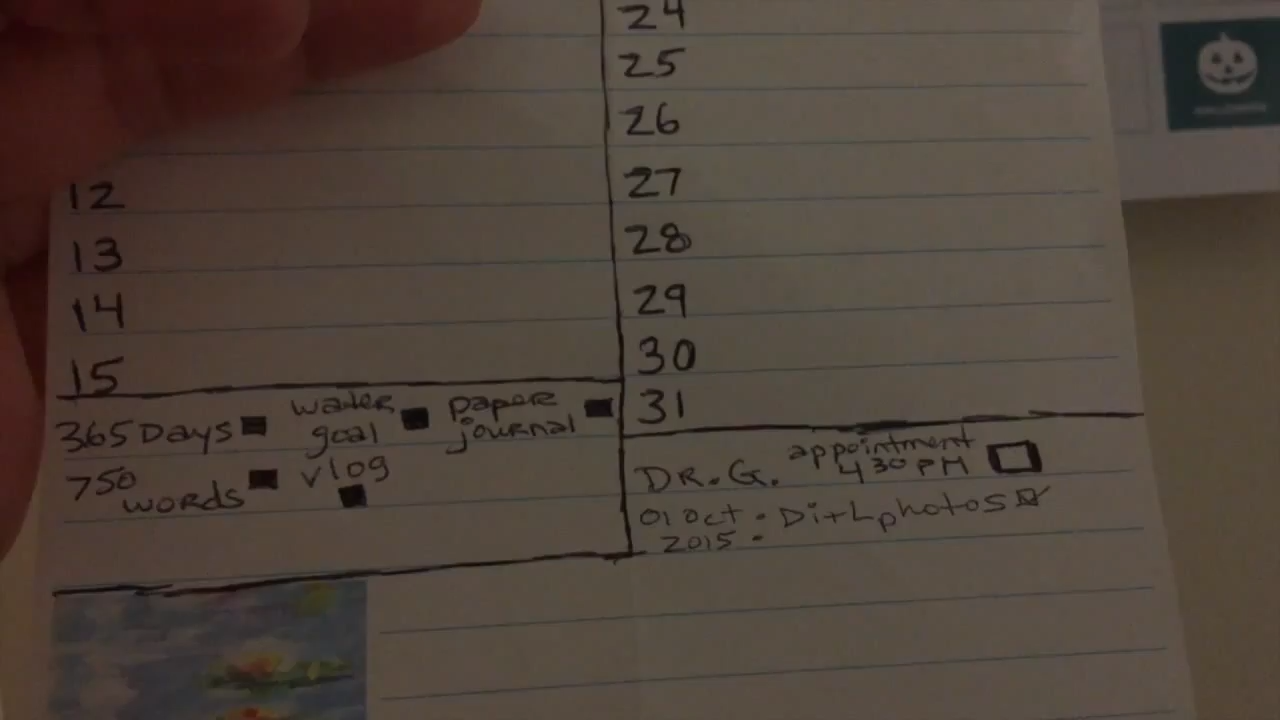 12
13
14
15
365 Days
water goal
paper journal
750 words
vlog
24
25
26
27
28
29
30
31
DR. G. appointment 430 PM
01 Oct • DitL photos
2015 •